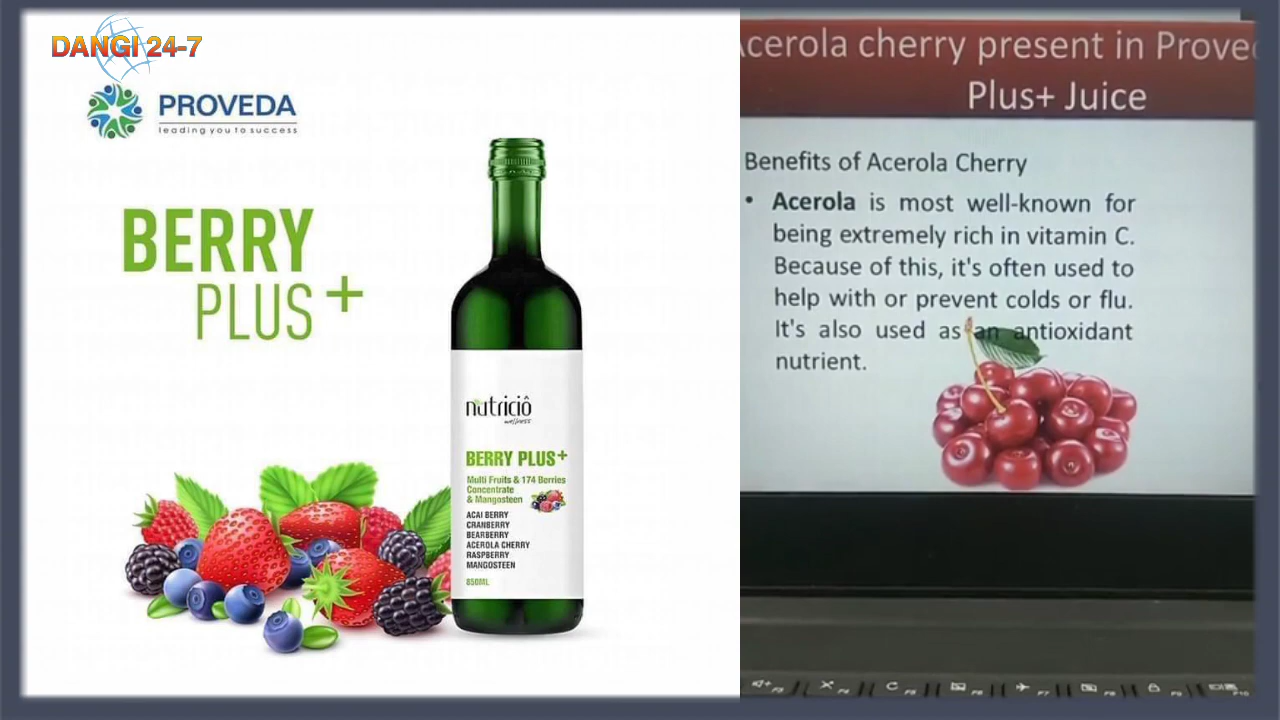 DANGI 24-7
PROVEDA
leading you to success
BERRY
PLUS+
nutriciô
wellness
BERRY PLUS+
Multi Fruits & 174 Berries
Concentrate
& Mangosteen
ACAI BERRY
CRANBERRY
BEARBERRY
ACEROLA CHERRY
RASPBERRY
MANGOSTEEN
850ML
Acerola cherry present in Proved
Plus+ Juice
Benefits of Acerola Cherry
• Acerola is most well-known for
being extremely rich in vitamin C.
Because of this, it's often used to
help with or prevent colds or flu.
It's also used as an antioxidant
nutrient.